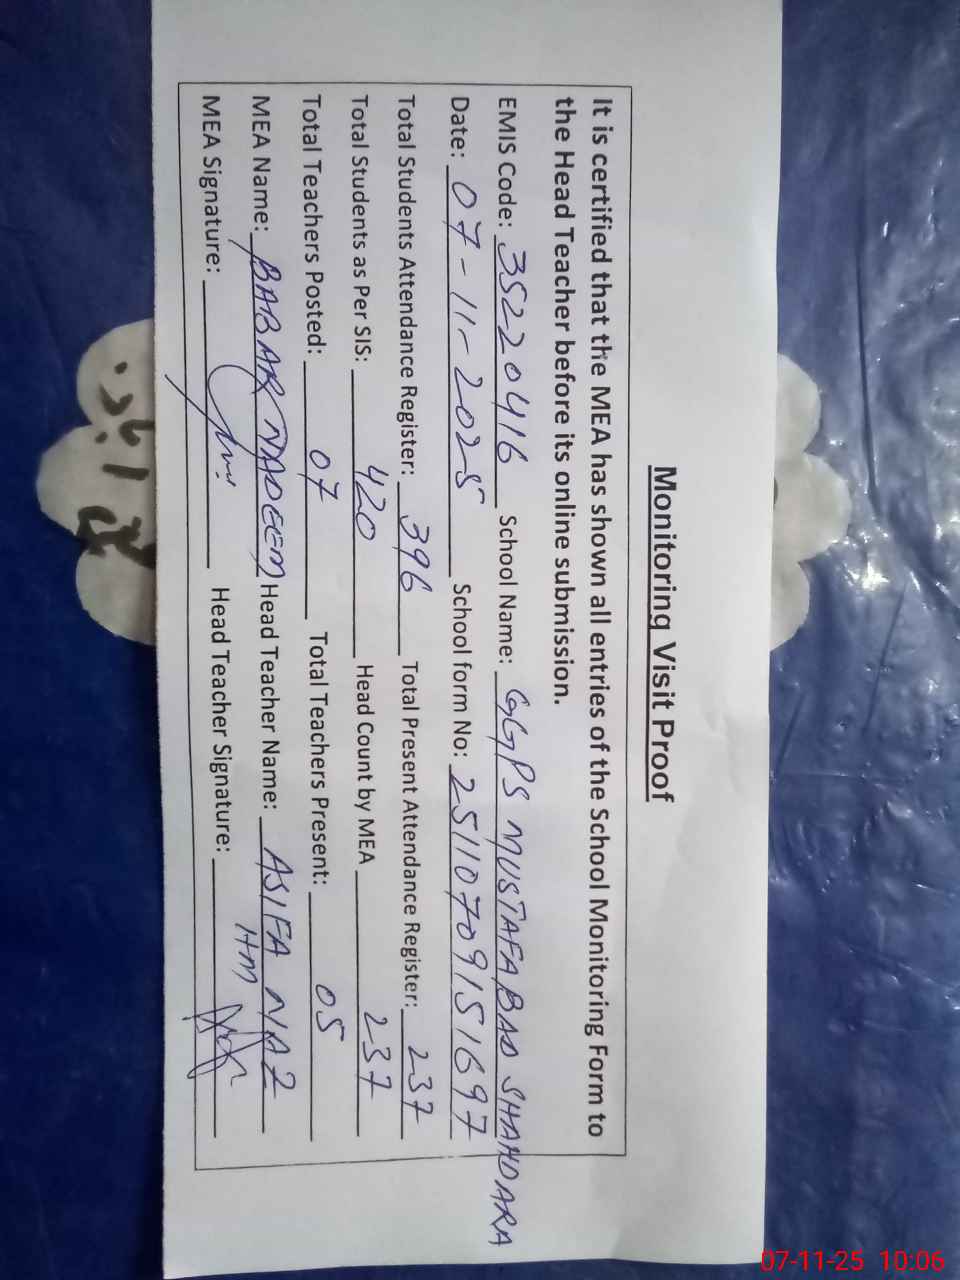 Monitoring Visit Proof
It is certified that the MEA has shown all entries of the School Monitoring Form to
the Head Teacher before its online submission.
EMIS Code: 35220416 School Name: GGPS MUSTAFABAD SHAHDARA
Date: 07-11-2025 School form No: 25110709151697
Total Students Attendance Register: 396 Total Present Attendance Register: 237
Total Students as Per SIS: 420 Head Count by MEA 237
Total Teachers Posted: 07 Total Teachers Present: 05
MEA Name: BABAR NADEEM Head Teacher Name: ASIFA NAZ
HM
MEA Signature: Head Teacher Signature:
07-11-25 10:06